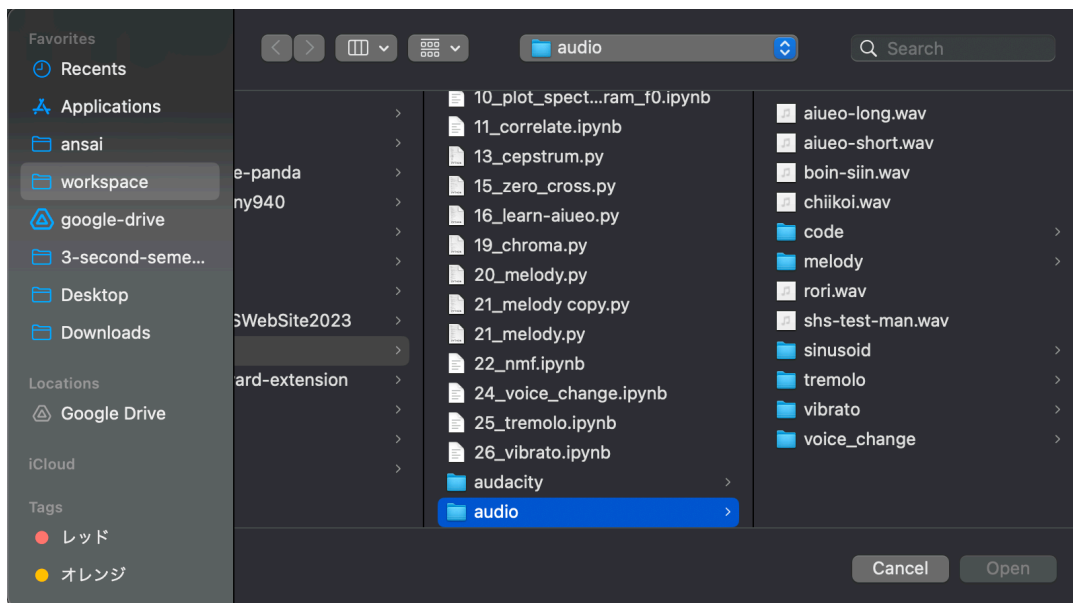 Favorites
Recents
Applications
ansai
workspace
google-drive
3-second-seme...
Desktop
Downloads
Locations
Google Drive
iCloud
Tags
レッド
オレンジ
audio
Search
e-panda
ny940
SWebSite2023
ard-extension
10_plot_spect...ram_f0.ipynb
11_correlate.ipynb
13_cepstrum.py
15_zero_cross.py
16_learn-aiueo.py
19_chroma.py
20_melody.py
21_melody copy.py
21_melody.py
22_nmf.ipynb
24_voice_change.ipynb
25_tremolo.ipynb
26_vibrato.ipynb
audacity
audio
aiueo-long.wav
aiueo-short.wav
boin-siin.wav
chiikoi.wav
code
melody
rori.wav
shs-test-man.wav
sinusoid
tremolo
vibrato
voice_change
Cancel
Open